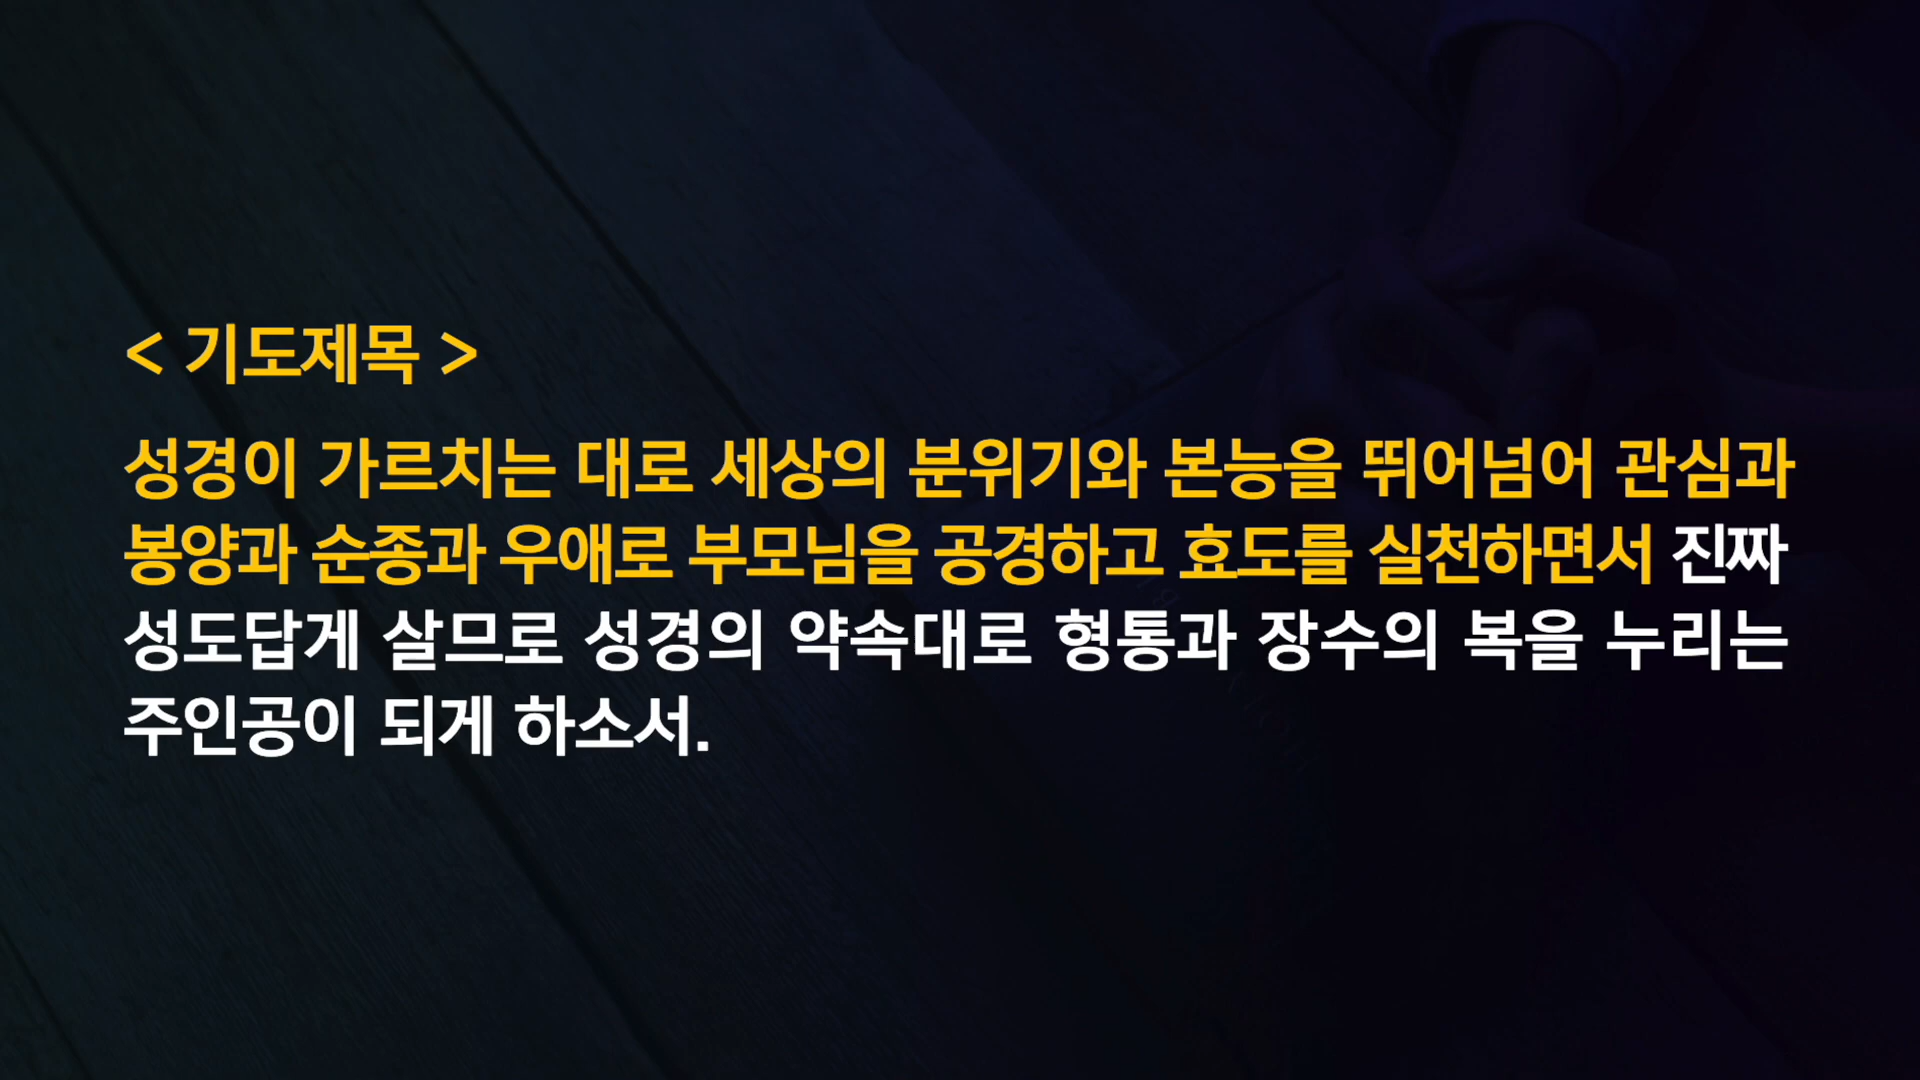 < 기도제목 >
성경이 가르치는 대로 세상의 분위기와 본능을 뛰어넘어 관심과
봉양과 순종과 우애로 부모님을 공경하고 효도를 실천하면서 진짜
성도답게 살므로 성경의 약속대로 형통과 장수의 복을 누리는
주인공이 되게 하소서.